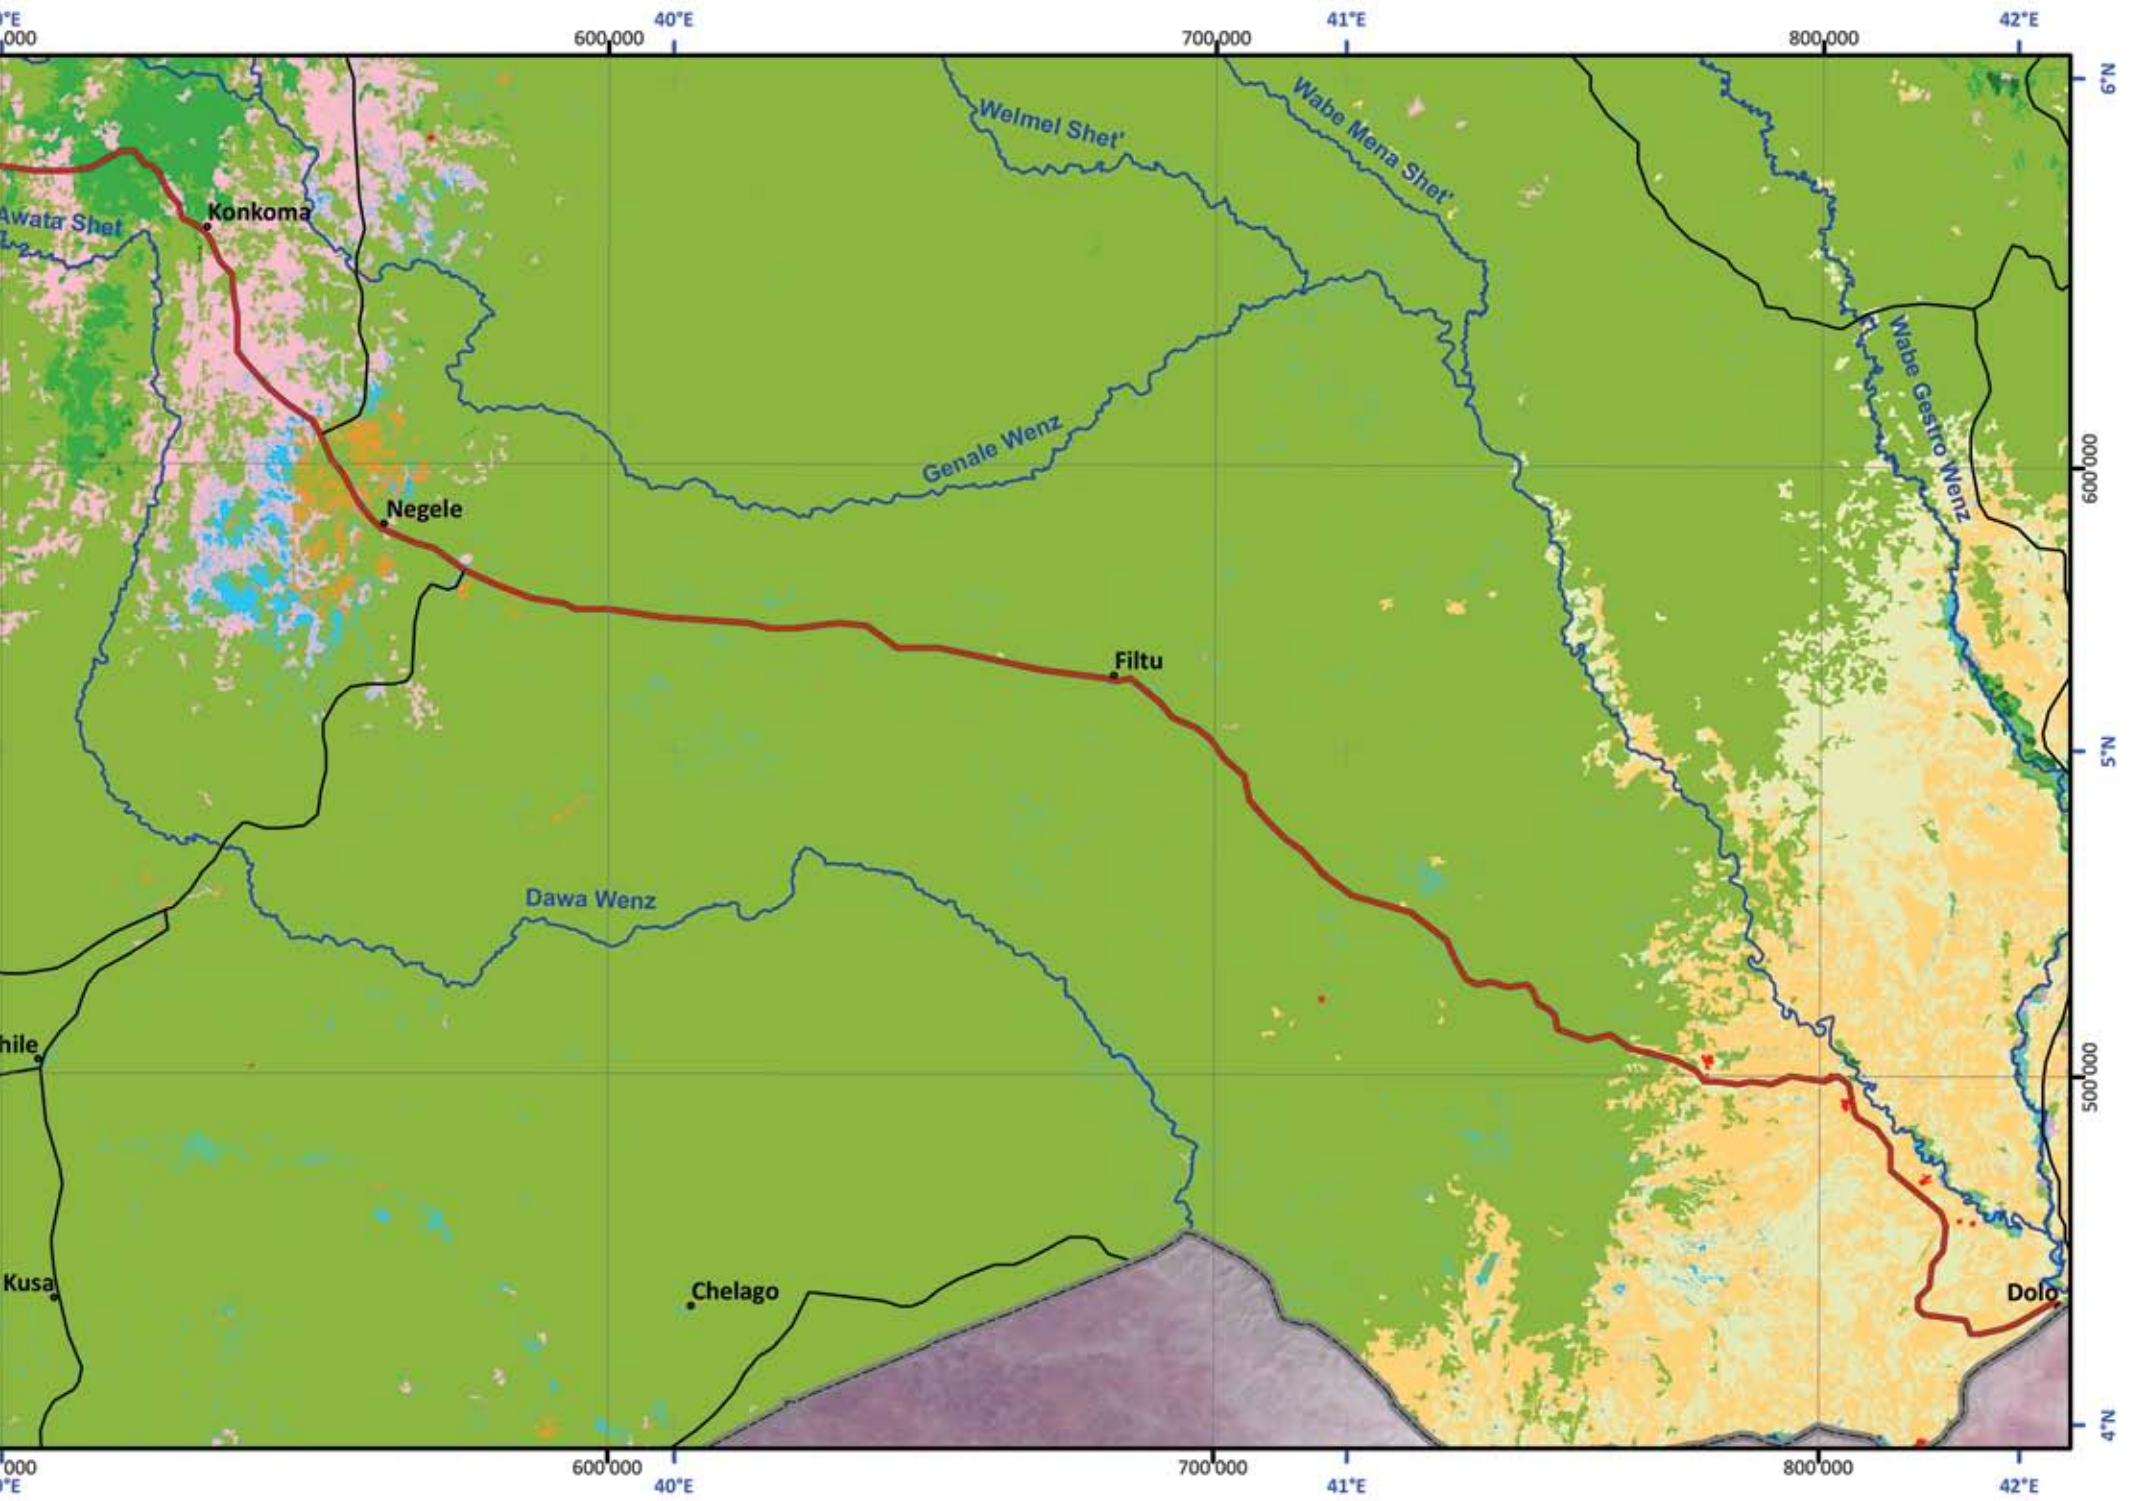 °E 40°E 41°E 42°E
000 600'000 700'000 800'000
6°N
Welmel Shet'
Wabe Mena Shet'
Konkoma
Awata Shet
Wabe Gestro Wenz
Genale Wenz
600'000
Negele
Filtu
5°N
Dawa Wenz
hile
500'000
Kusa
Chelago
Dolo
4°N
000 600'000 700'000 800'000
°E 40°E 41°E 42°E